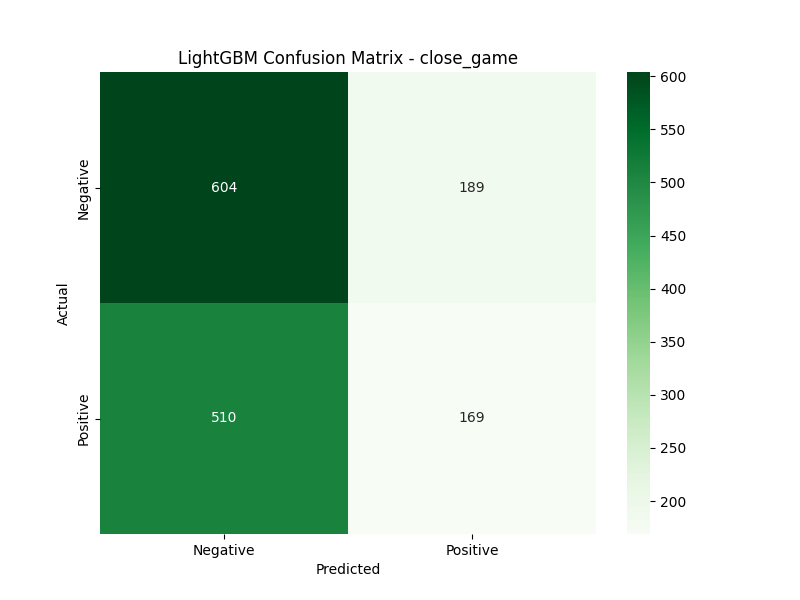 LightGBM Confusion Matrix - close_game
Actual
Negative
Positive
604
189
510
169
Negative
Positive
Predicted
600
550
500
450
400
350
300
250
200